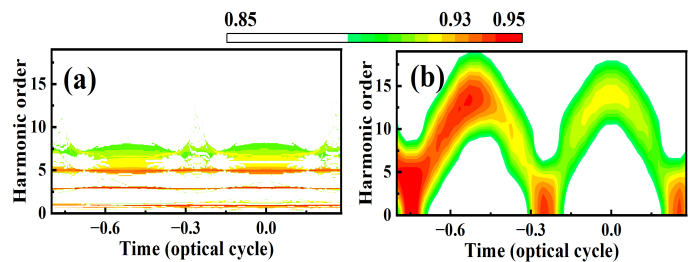 0.85 0.93 0.95
(a)
Harmonic order
15
10
5
0
−0.6 −0.3 0.0
Time (optical cycle)
(b)
Harmonic order
15
10
5
0
−0.6 −0.3 0.0
Time (optical cycle)